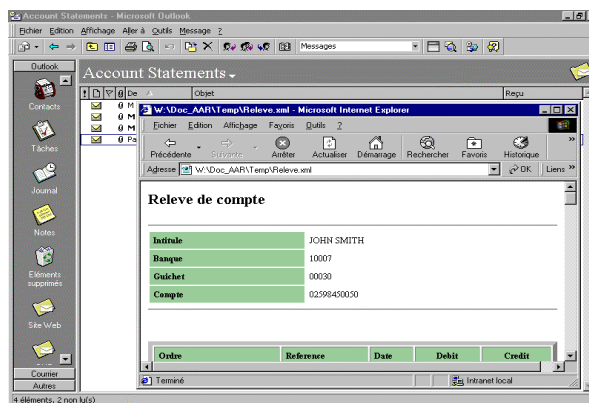 Account Statements - Microsoft Outlook
Fichier Edition Affichage Aller à Outils Message ?
Messages
Outlook
Account Statements
! De Objet Reçu
Contacts
Tâches
Journal
Notes
Eléments
supprimés
Site Web
Courrier
Autres
4 éléments, 2 non lu(s)
M
M
M
Pa
W:\Doc_AAR\Temp\Releve.xml - Microsoft Internet Explorer
Fichier Edition Affichage Favoris Outils ?
Précédente Suivante Arrêter Actualiser Démarrage Rechercher Favoris Historique »
Adresse W:\Doc_AAR\Temp\Releve.xml OK Liens »
Releve de compte
Intitule JOHN SMITH
Banque 10007
Guichet 00030
Compte 02598450050
Ordre Reference Date Debit Credit
Terminé Intranet local